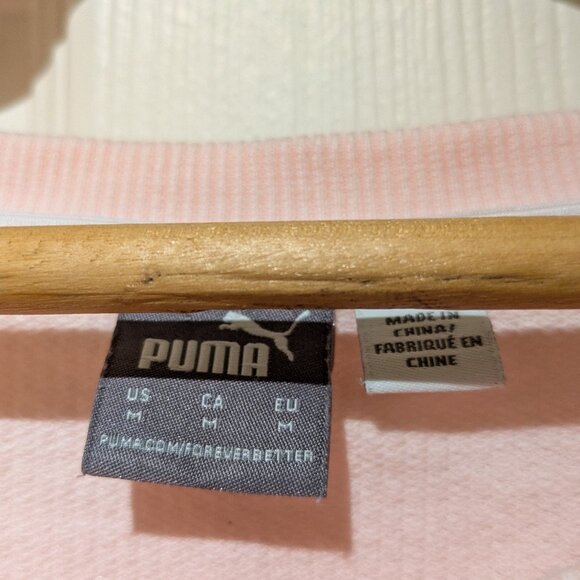 PUMA
US CA EU
M M M
PUMA.COM/FOREVERBETTER
MADE IN
CHINA/
FABRIQUÉ EN
CHINE